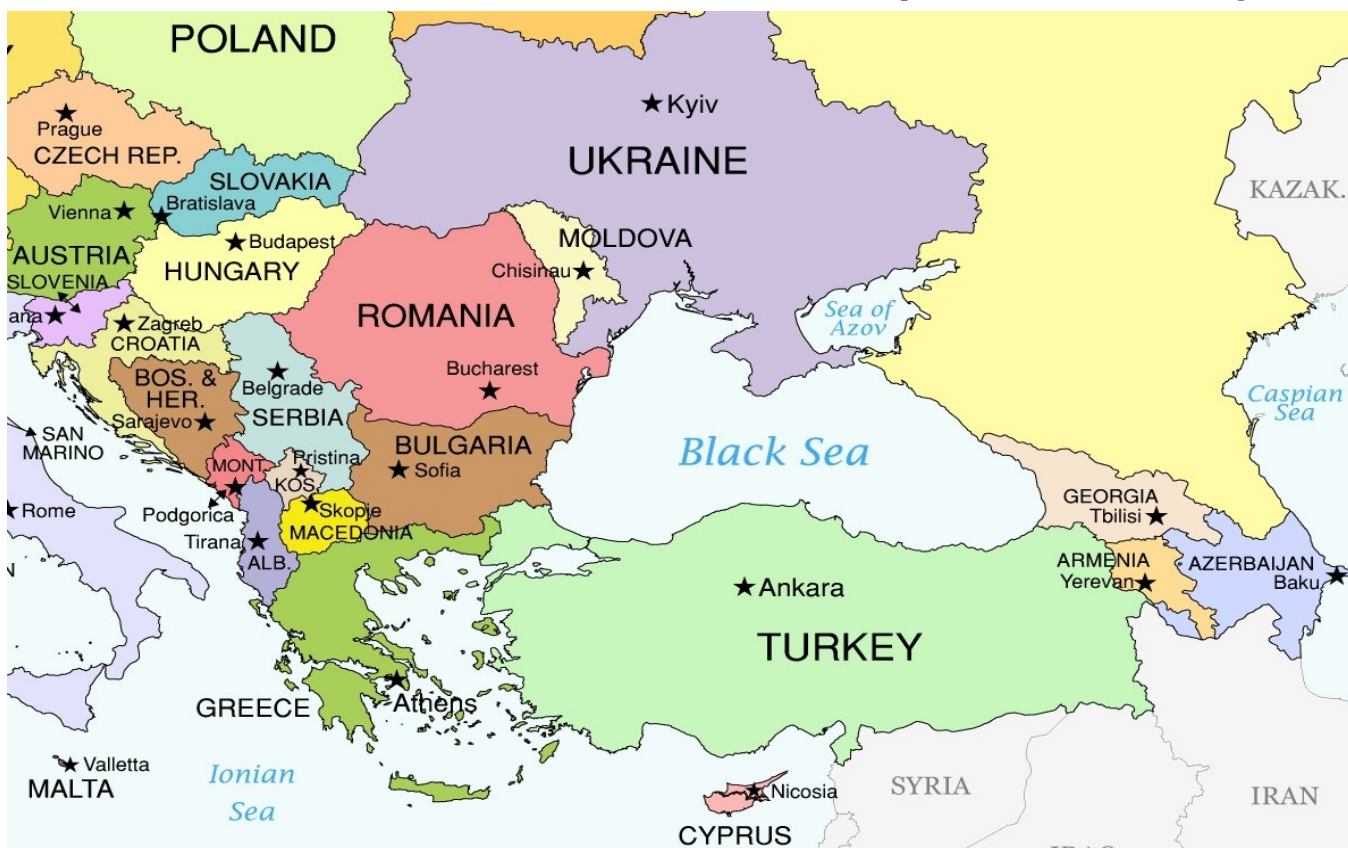 POLAND
Kyiv
Prague
CZECH REP.
UKRAINE
SLOVAKIA
KAZAK.
Vienna
Bratislava
Budapest
MOLDOVA
AUSTRIA
HUNGARY
Chisinau
SLOVENIA
ana
Zagreb
ROMANIA
Sea of
Azov
CROATIA
BOS. &
HER.
Belgrade
Bucharest
Caspian
Sea
Sarajevo
SERBIA
SAN
MARINO
BULGARIA
Black Sea
Pristina
MONT.
Sofia
KOS.
GEORGIA
Rome
Podgorica
Skopje
Tbilisi
MACEDONIA
Tirana
ALB.
ARMENIA
AZERBAIJAN
Yerevan
Baku
Ankara
TURKEY
GREECE
Athens
Valletta
MALTA
Ionian
Sea
Nicosia
CYPRUS
SYRIA
IRAN